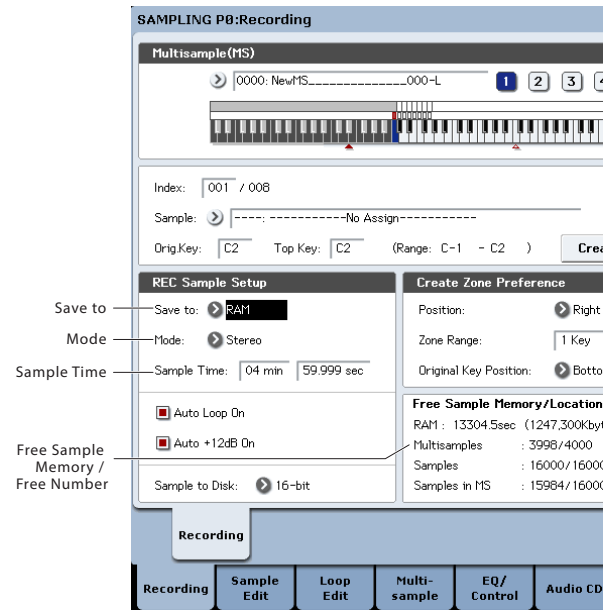 SAMPLING P0:Recording
Multisample(MS)
0000: NewMS______________000-L 1 2 3 4
Index: 001 / 008
Sample: ----: -----------No Assign-----------
Orig.Key: C2 Top Key: C2 (Range: C-1 - C2 ) Crea
REC Sample Setup
Save to: RAM
Mode: Stereo
Sample Time: 04 min 59.999 sec
Auto Loop On
Auto +12dB On
Sample to Disk: 16-bit
Create Zone Preference
Position: Right
Zone Range: 1 Key
Original Key Position: Botto
Free Sample Memory/Location
RAM : 13304.5sec (1247,300Kbyt
Multisamples : 3998/4000
Samples : 16000/16000
Samples in MS : 15984/16000
Save to
Mode
Sample Time
Free Sample
Memory /
Free Number
Recording
Recording
Sample Edit
Loop Edit
Multi-sample
EQ/ Control
Audio CD